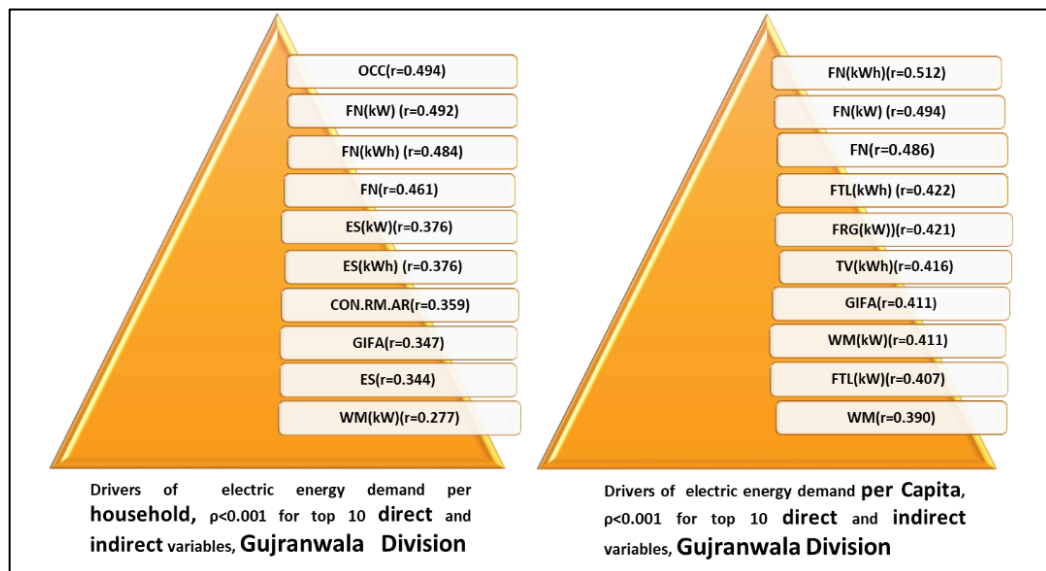 OCC(r=0.494)
FN(kW) (r=0.492)
FN(kWh) (r=0.484)
FN(r=0.461)
ES(kW)(r=0.376)
ES(kWh) (r=0.376)
CON.RM.AR(r=0.359)
GIFA(r=0.347)
ES(r=0.344)
WM(kW)(r=0.277)
Drivers of electric energy demand per
household, ρ<0.001 for top 10 direct and
indirect variables, Gujranwala Division
FN(kWh)(r=0.512)
FN(kW) (r=0.494)
FN(r=0.486)
FTL(kWh) (r=0.422)
FRG(kW))(r=0.421)
TV(kWh)(r=0.416)
GIFA(r=0.411)
WM(kW)(r=0.411)
FTL(kW)(r=0.407)
WM(r=0.390)
Drivers of electric energy demand per Capita,
ρ<0.001 for top 10 direct and indirect
variables, Gujranwala Division